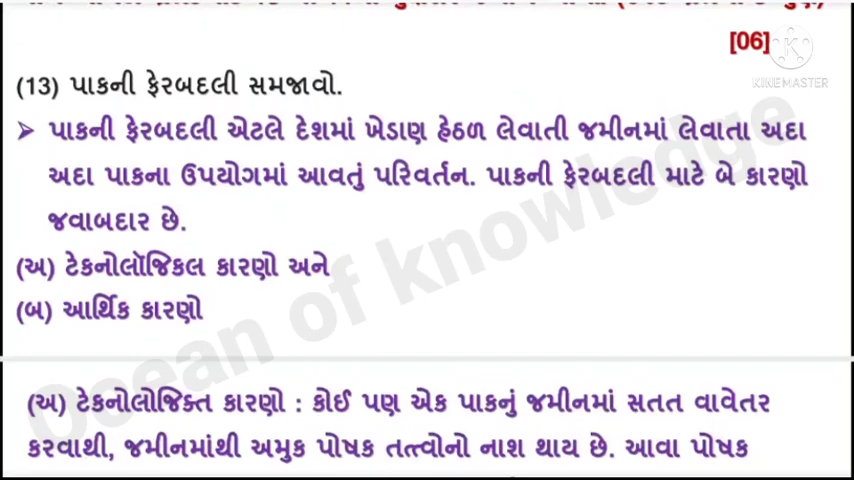 [06]
KINEMASTER
(13) પાકની ફેરબદલી સમજાવો.
➢ પાકની ફેરબદલી એટલે દેશમાં ખેડાણ હેઠળ લેવાતી જમીનમાં લેવાતા અદા
અદા પાકના ઉપયોગમાં આવતું પરિવર્તન. પાકની ફેરબદલી માટે બે કારણો
જવાબદાર છે.
(અ) ટેકનોલૉજિકલ કારણો અને
(બ) આર્થિક કારણો
Ocean of knowledge
(અ) ટેકનોલોજિક્ત કારણો : કોઈ પણ એક પાકનું જમીનમાં સતત વાવેતર
કરવાથી, જમીનમાંથી અમુક પોષક તત્ત્વોનો નાશ થાય છે. આવા પોષક